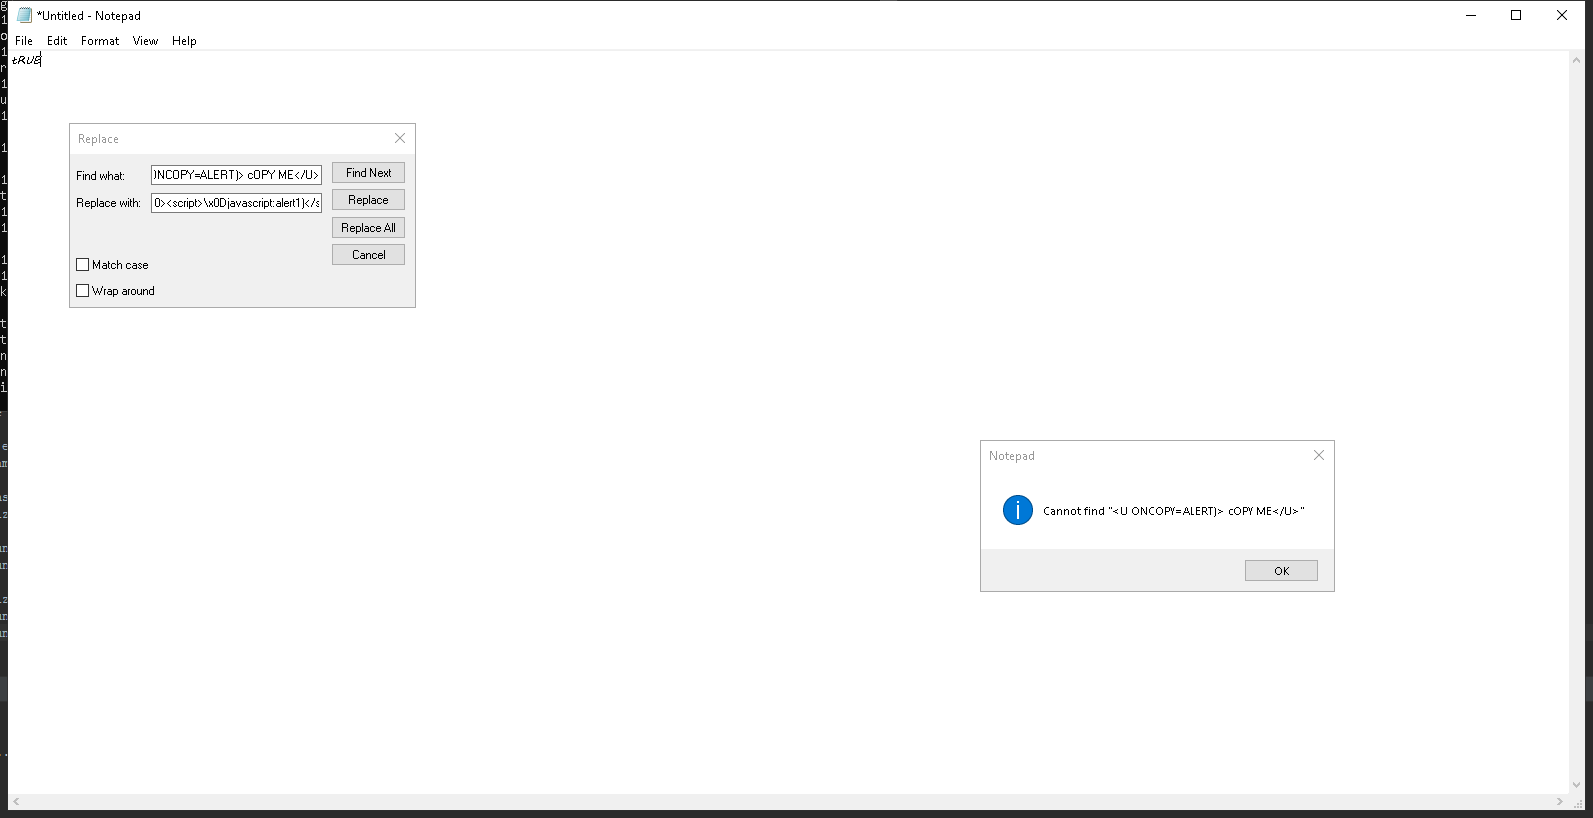 *Untitled - Notepad
File Edit Format View Help
tRUE
Replace
Find what: )NCOPY=ALERT)> cOPY ME</U> Find Next
Replace with: 0><script>\x0Djavascript:alert1)</s Replace
Replace All
Cancel
Match case
Wrap around
Notepad
Cannot find "<U ONCOPY=ALERT)> cOPY ME</U>"
OK